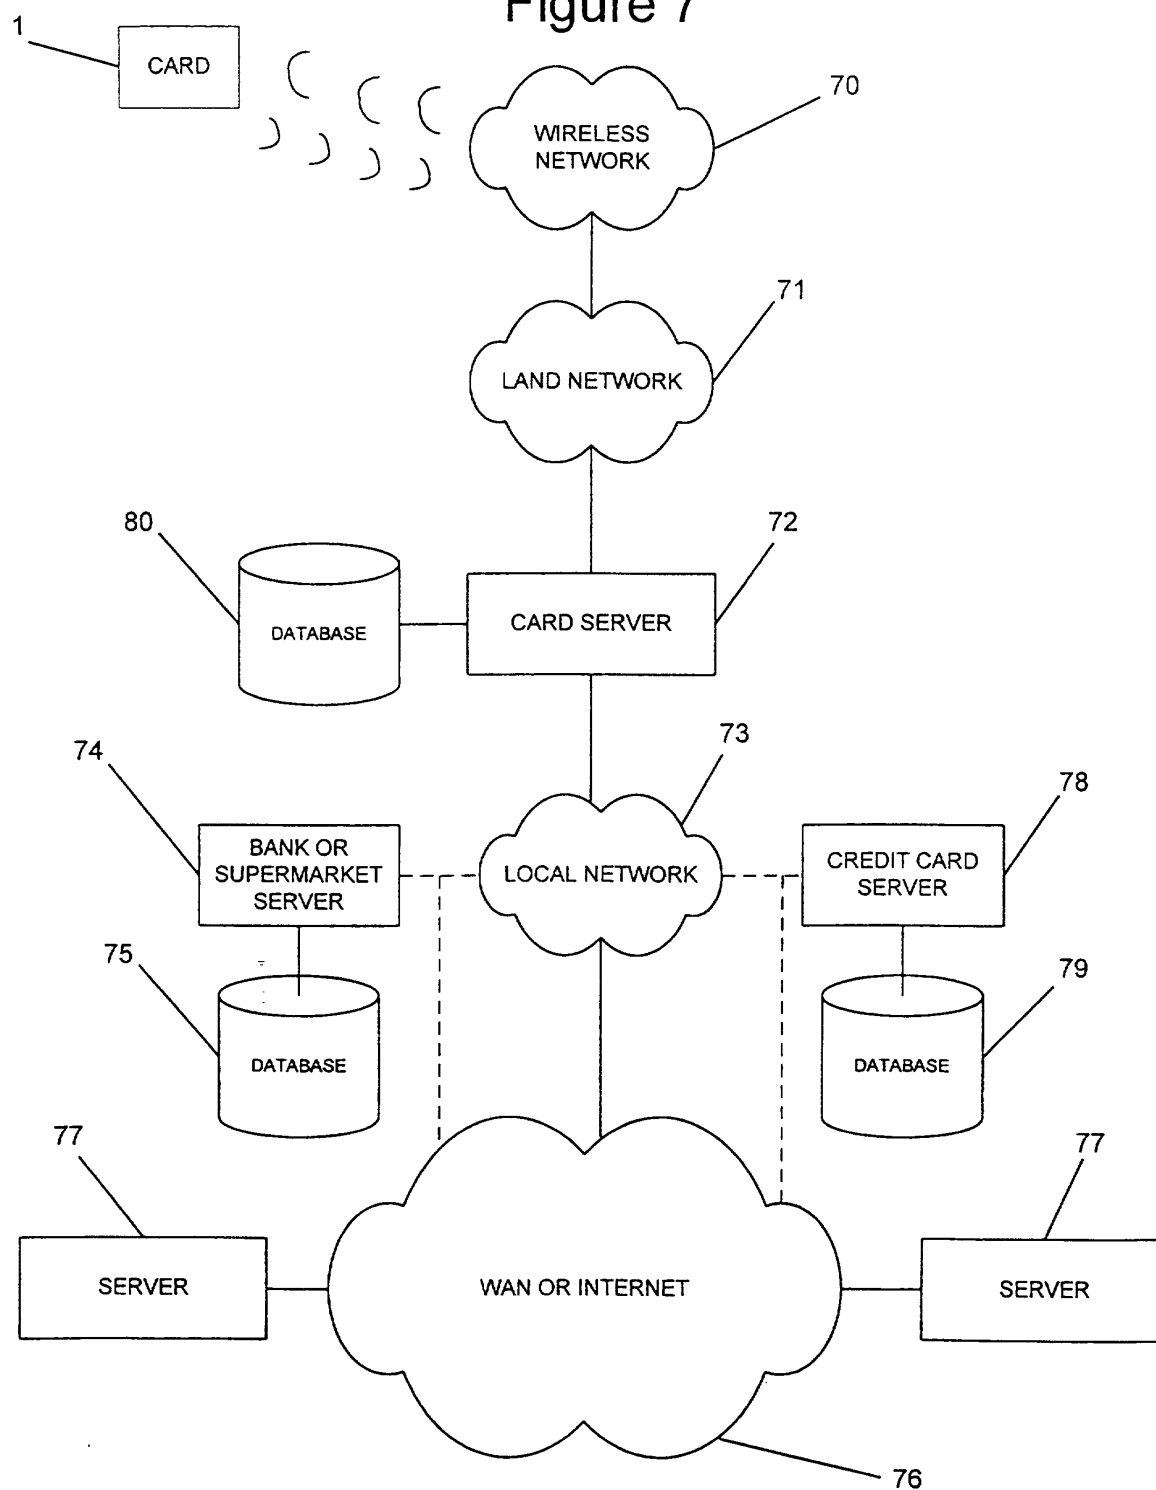 Figure 7
1
CARD
70
WIRELESS
NETWORK
71
LAND NETWORK
80
72
DATABASE
CARD SERVER
73
74
78
BANK OR
SUPERMARKET
SERVER
LOCAL NETWORK
CREDIT CARD
SERVER
75
79
DATABASE
DATABASE
77
77
SERVER
WAN OR INTERNET
SERVER
76